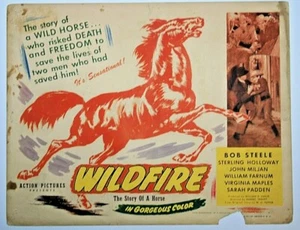 The story of
a WILD HORSE...
who risked DEATH
and FREEDOM to
save the lives of
two men who had
saved him!
It's Sensational!
ACTION PICTURES
PRESENTS
WILDFIRE
The Story Of A Horse
IN GORGEOUS COLOR
BOB STEELE
STERLING HOLLOWAY
JOHN MILJAN
WILLIAM FARNUM
VIRGINIA MAPLES
SARAH PADDEN